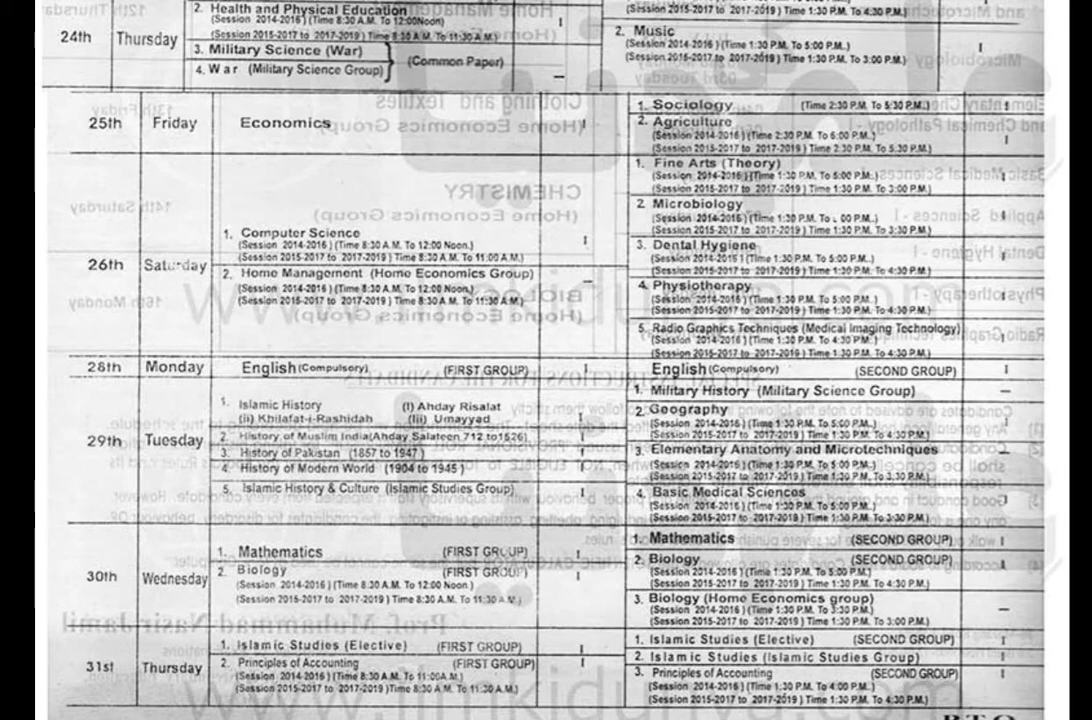 2. Health and Physical Education
(Session 2014-2016) (Time 8:30 A.M. To 12:00Noon)
(Session 2015-2017 to 2017-2019) Time 8:30 A.M. To 11:30 A.M.)
I
(Session 2015-2017 to 2017-2019) Time 1:30 P.M. To 4:30 P.M.)
24th
Thursday
3. Military Science (War)
4. War (Military Science Group)
(Common Paper)
—
2. Music
(Session 2014-2016) (Time 1:30 P.M. To 5:00 P.M.)
(Session 2015-2017 to 2017-2019) Time 1:30 P.M. To 3:00 P.M.)
I
25th
Friday
Economics
I
1. Sociology (Time 2:30 P.M. To 5:30 P.M.)
I
2. Agriculture
(Session 2014-2016) (Time 2:30 P.M. To 6:00 P.M.)
(Session 2015-2017 to 2017-2019) Time 2:30 P.M. To 5:30 P.M.)
I
26th
Saturday
1. Computer Science
(Session 2014-2016) (Time 8:30 A.M. To 12:00 Noon.)
(Session 2015-2017 to 2017-2019) (Time 8:30 A.M. To 11:00 A.M.)
I
2. Home Management (Home Economics Group)
(Session 2014-2016) (Time 8:30 A.M. To 12:00 Noon.)
(Session 2015-2017 to 2017-2019) Time 8:30 A.M. To 11:30 A.M.)
—
1. Fine Arts (Theory)
(Session 2014-2016) (Time 1:30 P.M. To 5:00 P.M.)
(Session 2015-2017 to 2017-2019) Time 1:30 P.M. To 3:00 P.M.)
I
2. Microbiology
(Session 2014-2016) (Time 1:30 P.M. To 00 P.M.)
(Session 2015-2017 to 2017-2019) Time 1:30 P.M. To 3:30 P.M.)
I
3. Dental Hygiene
(Session 2014-2016) (Time 1:30 P.M. To 5:00 P.M.)
(Session 2015-2017 to 2017-2019) Time 1:30 P.M. To 4:30 P.M.)
I
4. Physiotherapy
(Session 2014-2016) (Time 1:30 P.M. To 5:00 P.M.)
(Session 2015-2017 to 2017-2019) Time 1:30 P.M. To 4:30 P.M.)
I
5. Radio Graphics Techniques (Medical Imaging Technology)
(Session 2014-2016) (Time 1:30 P.M. To 4:30 P.M.)
(Session 2015-2017 to 2017-2019) Time 1:30 P.M. To 4:30 P.M.)
I
28th
Monday
English (Compulsory) (FIRST GROUP)
I
English (Compulsory) (SECOND GROUP)
I
29th
Tuesday
1. Islamic History (I) Ahday Risalat
(ii) Khilafat-i-Rashidah (iii) Umayyad
I
2. History of Muslim India(Ahday Salateen 712 to1526)
I
3. History of Pakistan (1857 to 1947)
I
4. History of Modern World (1904 to 1945)
I
5. Islamic History & Culture (Islamic Studies Group)
I
1. Military History (Military Science Group)
—
2. Geography
(Session 2014-2016) (Time 1:30 P.M. To 5:00 P.M.)
(Session 2015-2017 to 2017-2019) Time 1:30 P.M. To 4:30 P.M.)
I
3. Elementary Anatomy and Microtechniques
(Session 2014-2016) (Time 1:30 P.M. To 5:00 P.M.)
(Session 2015-2017 to 2017-2019) Time 1:30 P.M. To 3:30 P.M.)
4. Basic Medical Sciences
(Session 2014-2016) (Time 1:30 P.M. To 5:00 P.M.)
(Session 2015-2017 to 2017-2019) Time 1:30 P.M. To 3:30 P.M.)
I
30th
Wednesday
1. Mathematics (FIRST GROUP)
I
2. Biology (FIRST GROUP)
(Session 2014-2016) (Time 8:30 A.M. To 12:00 Noon)
(Session 2015-2017 to 2017-2019) Time 8:30 A.M. To 11:30 A.M.)
I
1. Mathematics (SECOND GROUP)
I
2. Biology (SECOND GROUP)
(Session 2014-2016) (Time 1:30 P.M. To 5:00 P.M.)
(Session 2015-2017 to 2017-2019) Time 1:30 P.M. To 4:30 P.M.)
I
3. Biology (Home Economics group)
(Session 2014-2016) (Time 1:30 P.M. To 3:30 P.M.)
(Session 2015-2017 to 2017-2019) Time 1:30 P.M. To 3:00 P.M.)
—
31st
Thursday
1. Islamic Studies (Elective) (FIRST GROUP)
I
2. Principles of Accounting (FIRST GROUP)
(Session 2014-2016) (Time 8:30 A.M. To 11:00A.M.)
(Session 2015-2017 to 2017-2019) Time 8:30 A.M. To 11:30 A.M.)
I
1. Islamic Studies (Elective) (SECOND GROUP)
I
2. Islamic Studies (Islamic Studies Group)
I
3. Principles of Accounting (SECOND GROUP)
(Session 2014-2016) (Time 1:30 P.M. To 4:00 P.M.)
(Session 2015-2017 to 2017-2019) Time 1:30 P.M. To 4:30 P.M.)
I
P.T.O